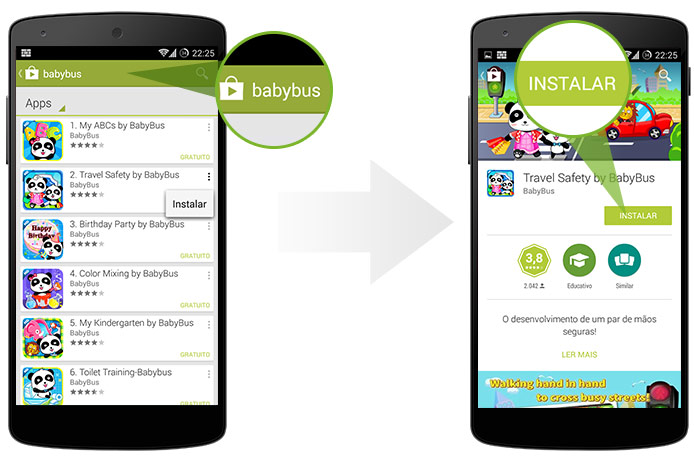 22:25
babybus
babybus
Apps
1. My ABCs by BabyBus
BabyBus
GRATUITO
2. Travel Safety by BabyBus
BabyBus
Instalar
3. Birthday Party by BabyBus
BabyBus
GRATUITO
Happy
Birthday
4. Color Mixing by BabyBus
BabyBus
GRATUITO
5. My Kindergarten by BabyBus
BabyBus
GRATUITO
6. Toilet Training-Babybus
BabyBus
22:25
INSTALAR
Travel Safety by BabyBus
BabyBus
INSTALAR
3,8
2.042
Educativo
Similar
O desenvolvimento de um par de mãos
seguras!
LER MAIS
Walking hand in hand
to cross busy streets!